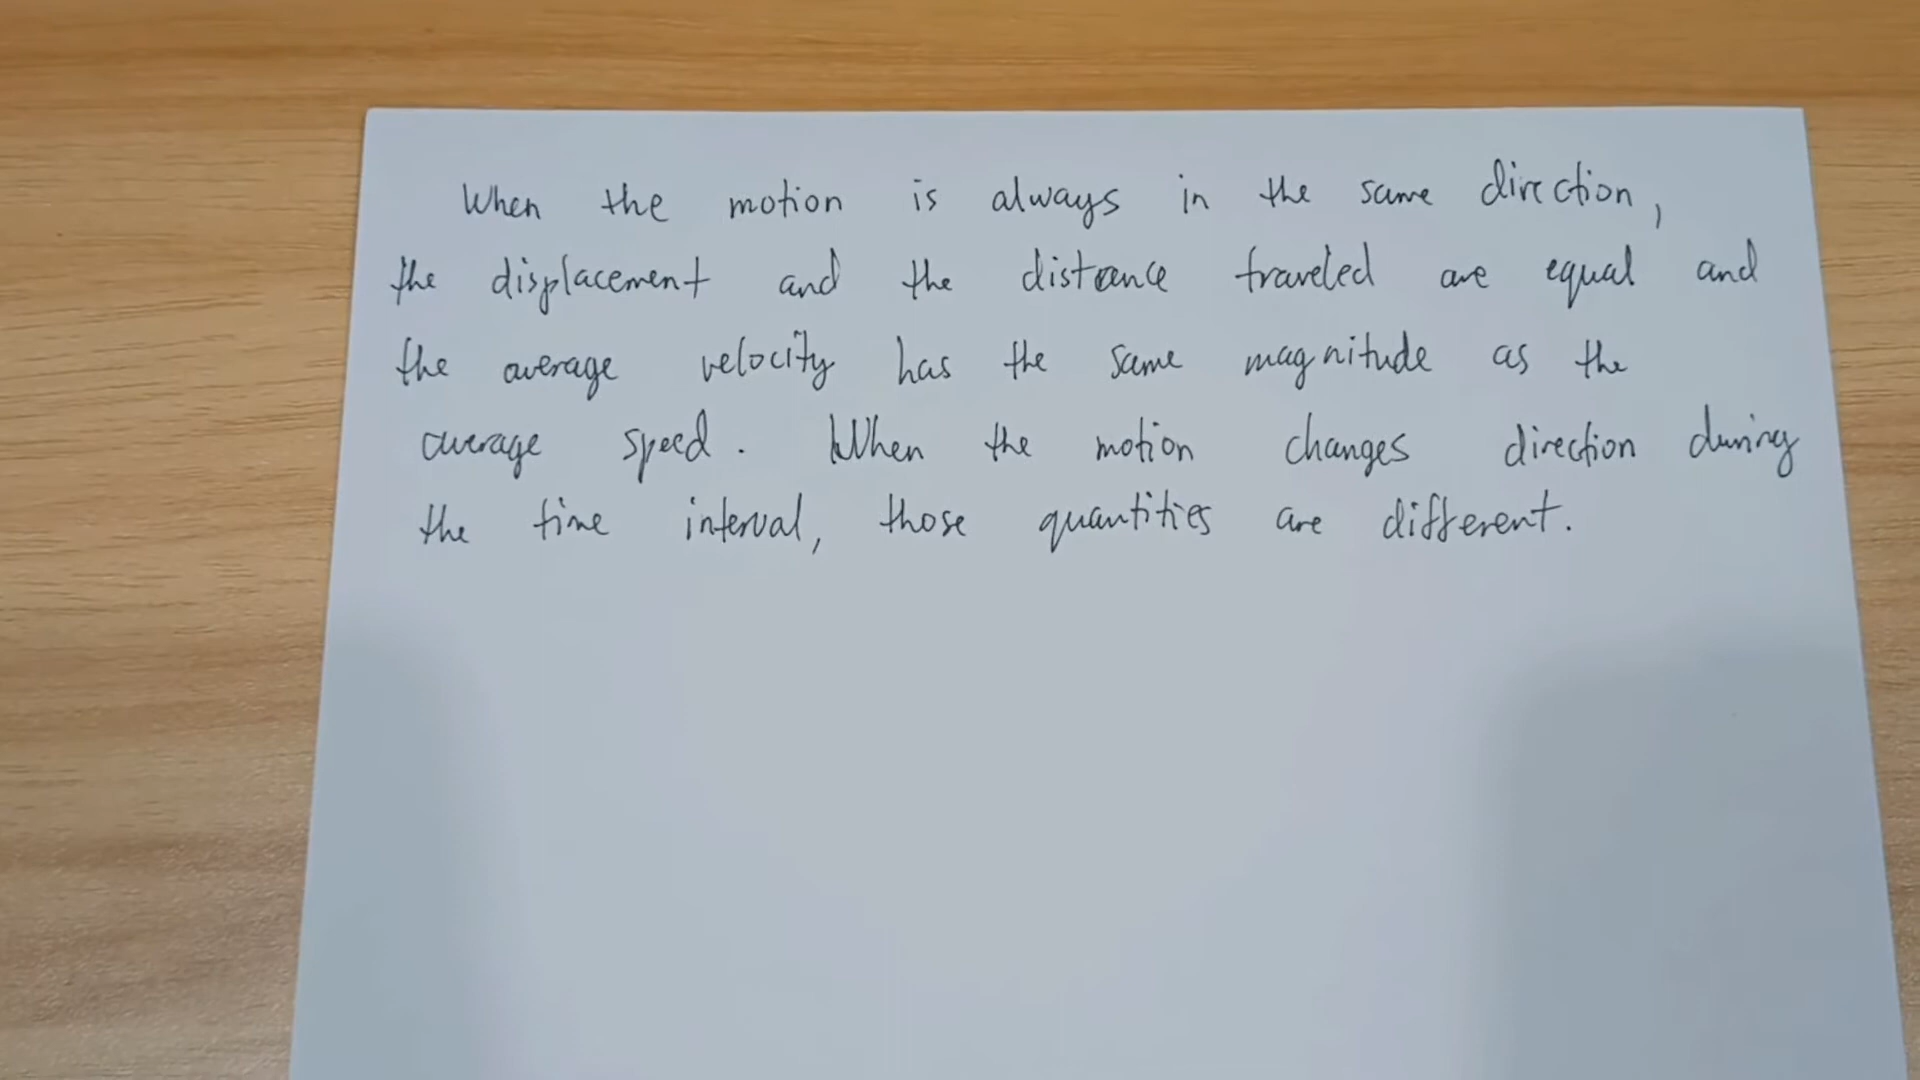 When the motion is always in the same direction,
the displacement and the distance traveled are equal and
the average velocity has the same magnitude as the
average speed. When the motion changes direction during
the time interval, those quantities are different.